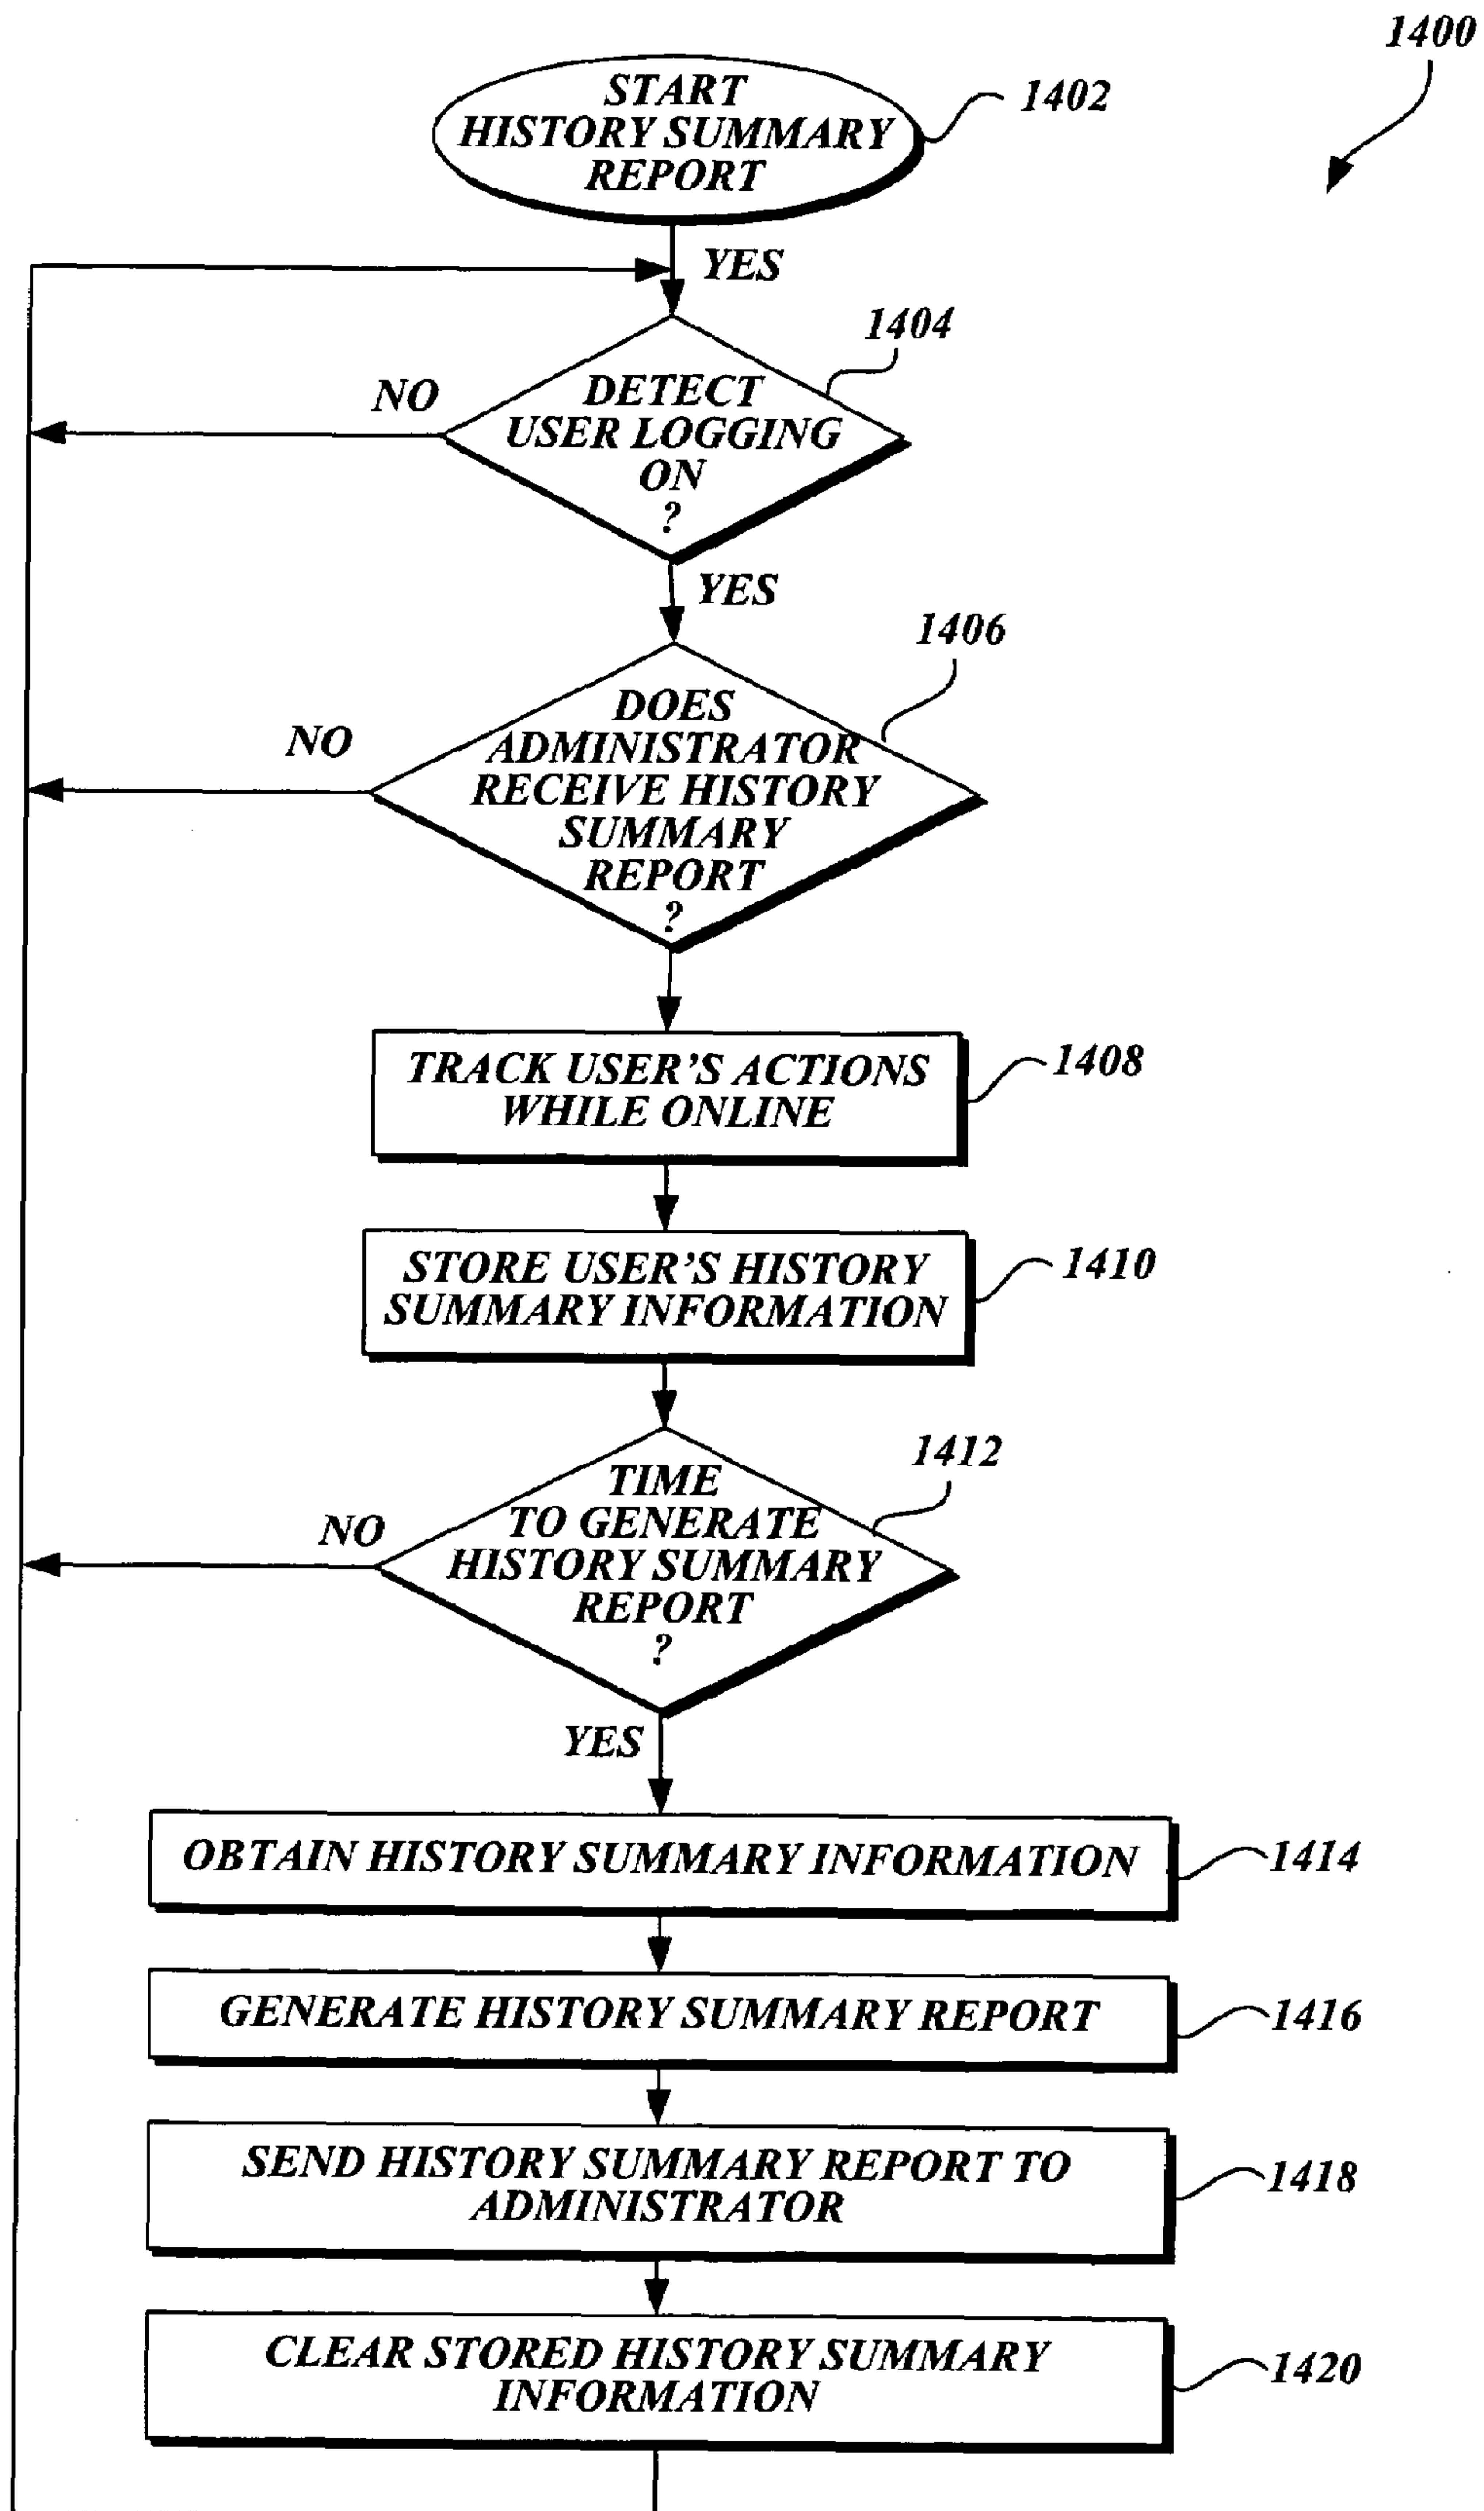 1400
START
HISTORY SUMMARY
REPORT
1402
YES
1404
NO
DETECT
USER LOGGING
ON
?
YES
1406
NO
DOES
ADMINISTRATOR
RECEIVE HISTORY
SUMMARY
REPORT
?
TRACK USER'S ACTIONS
WHILE ONLINE
1408
STORE USER'S HISTORY
SUMMARY INFORMATION
1410
1412
NO
TIME
TO GENERATE
HISTORY SUMMARY
REPORT
?
YES
OBTAIN HISTORY SUMMARY INFORMATION
1414
GENERATE HISTORY SUMMARY REPORT
1416
SEND HISTORY SUMMARY REPORT TO
ADMINISTRATOR
1418
CLEAR STORED HISTORY SUMMARY
INFORMATION
1420